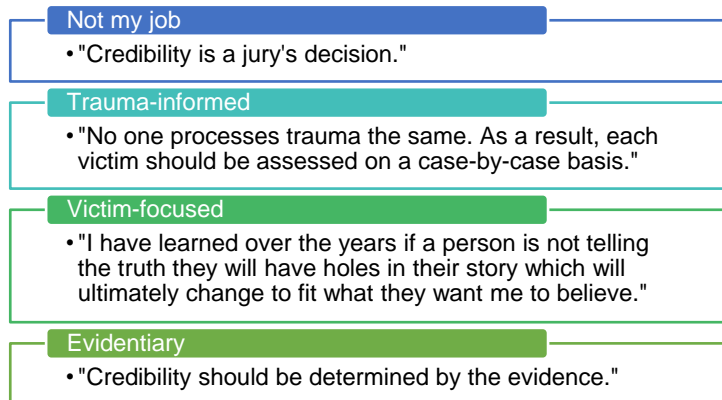 Not my job
• "Credibility is a jury's decision."
Trauma-informed
• "No one processes trauma the same. As a result, each
victim should be assessed on a case-by-case basis."
Victim-focused
• "I have learned over the years if a person is not telling
the truth they will have holes in their story which will
ultimately change to fit what they want me to believe."
Evidentiary
• "Credibility should be determined by the evidence."